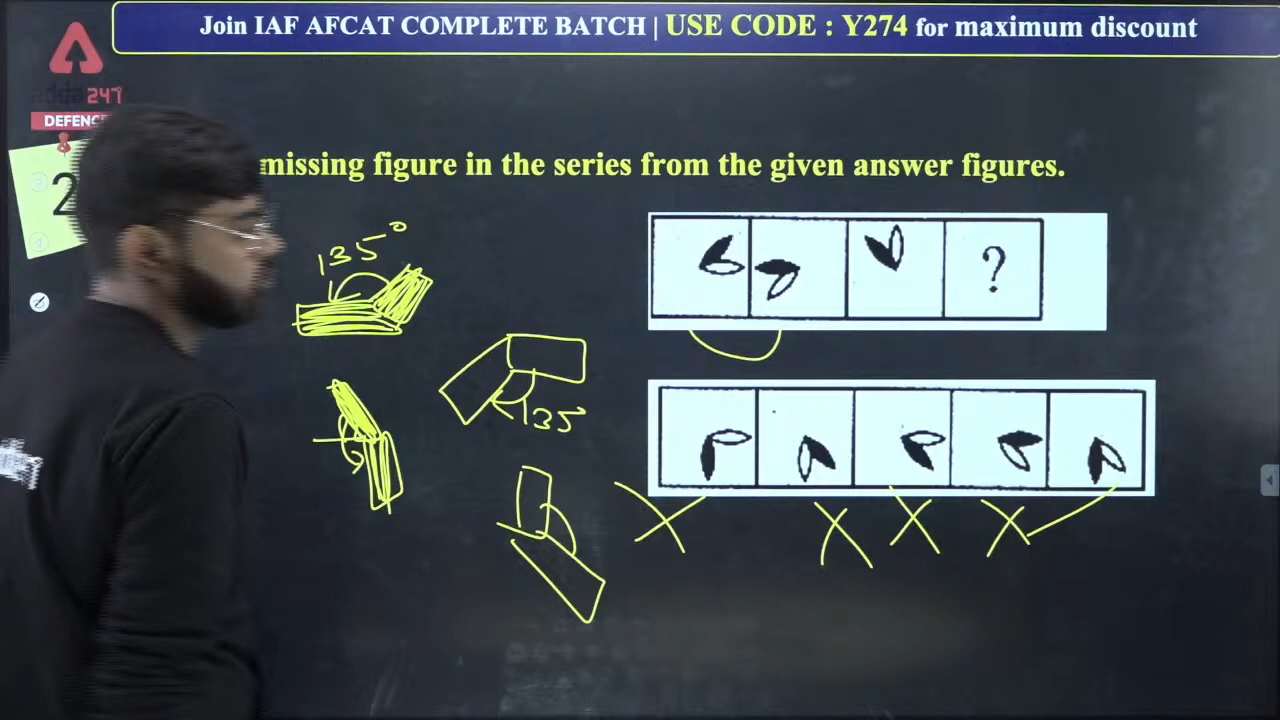 Join IAF AFCAT COMPLETE BATCH | USE CODE : Y274 for maximum discount
adda247
DEFENCE
2
missing figure in the series from the given answer figures.
135°
?
135°